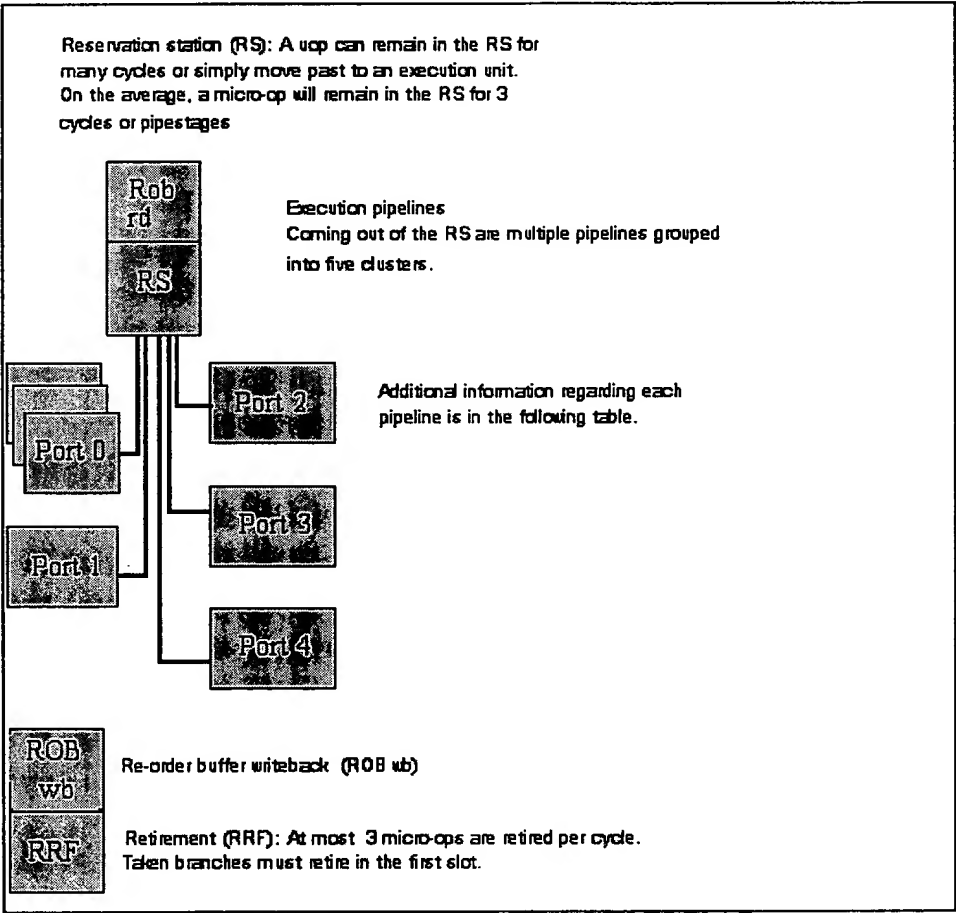 Reservation station (RS): A uop can remain in the RS for
many cycles or simply move past to an execution unit.
On the average, a micro-op will remain in the RS for 3
cycles or pipestages
Rob
rd
RS
Execution pipelines
Coming out of the RS are multiple pipelines grouped
into five clusters.
Port 2
Additional information regarding each
pipeline is in the following table.
Port 0
Port 3
Port 1
Port 4
ROB
wb
Re-order buffer writeback (ROB wb)
RRF
Retirement (RRF): At most 3 micro-ops are retired per cycle.
Taken branches must retire in the first slot.